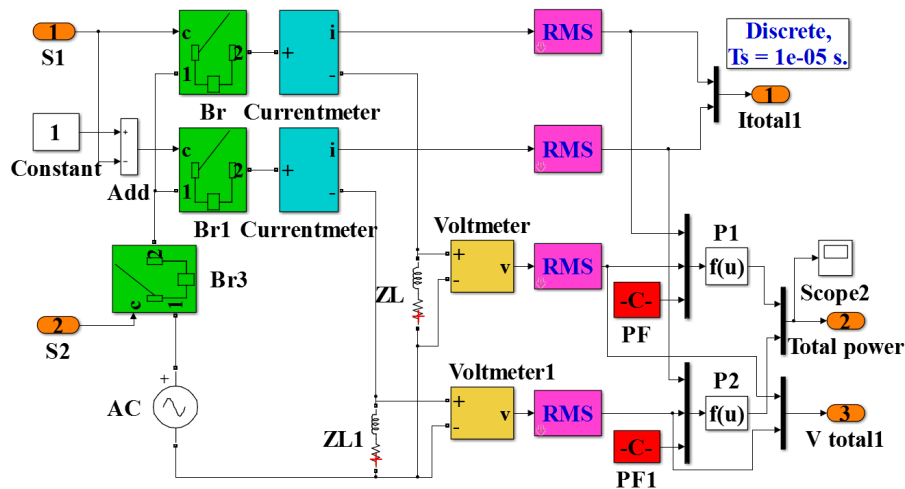 1
S1
c
1
2
Br
+
i
-
Currentmeter
RMS
Discrete,
Ts = 1e-05 s.
1
Itotal1
1
Constant
+
-
Add
c
1
2
Br1
+
i
-
Currentmeter
RMS
2
c
1
Br3
2
S2
+
AC
ZL
Voltmeter
+
-
v
RMS
-C-
PF
P1
f(u)
Scope2
2
Total power
ZL1
Voltmeter1
+
-
v
RMS
-C-
PF1
P2
f(u)
3
V total1